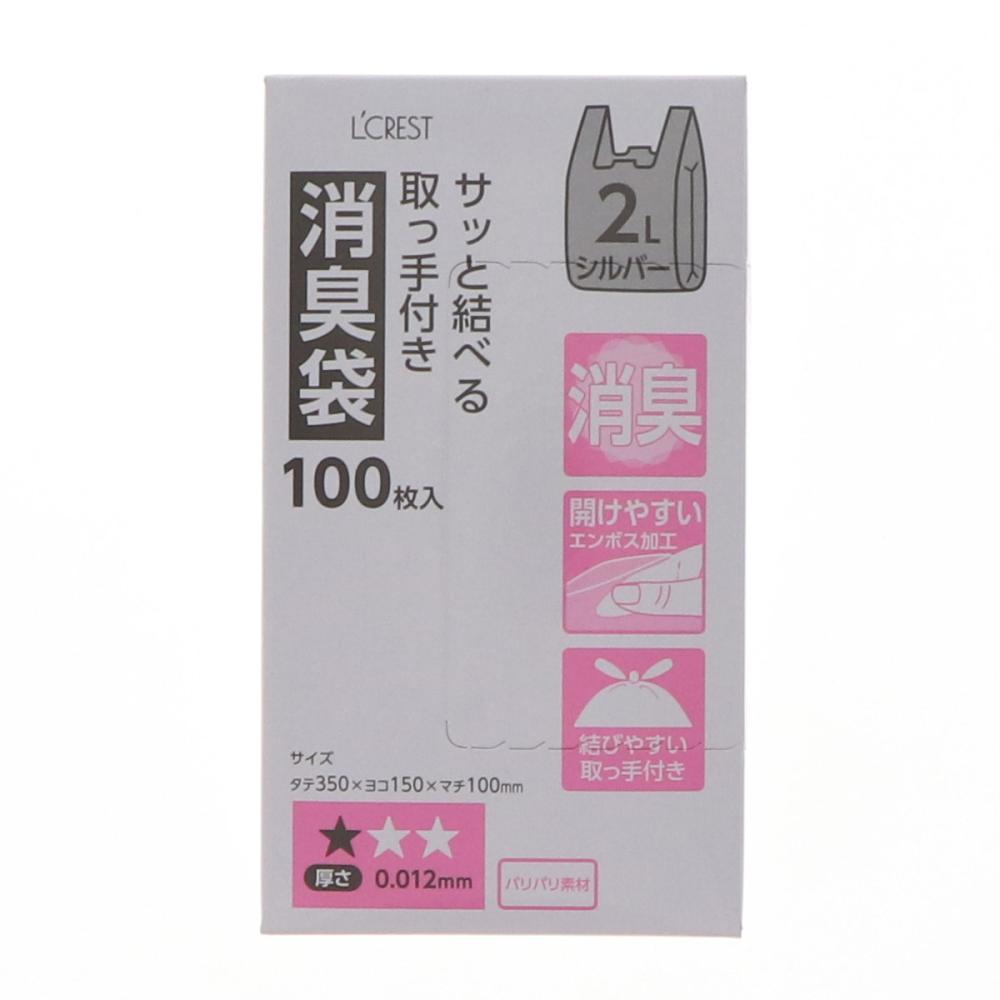 L'CREST
サッと結べる
取っ手付き
消臭袋
100枚入
2L
シルバー
消臭
開けやすい
エンボス加工
結びやすい
取っ手付き
サイズ
タテ350×ヨコ150×マチ100mm
厚さ 0.012mm
パリパリ素材